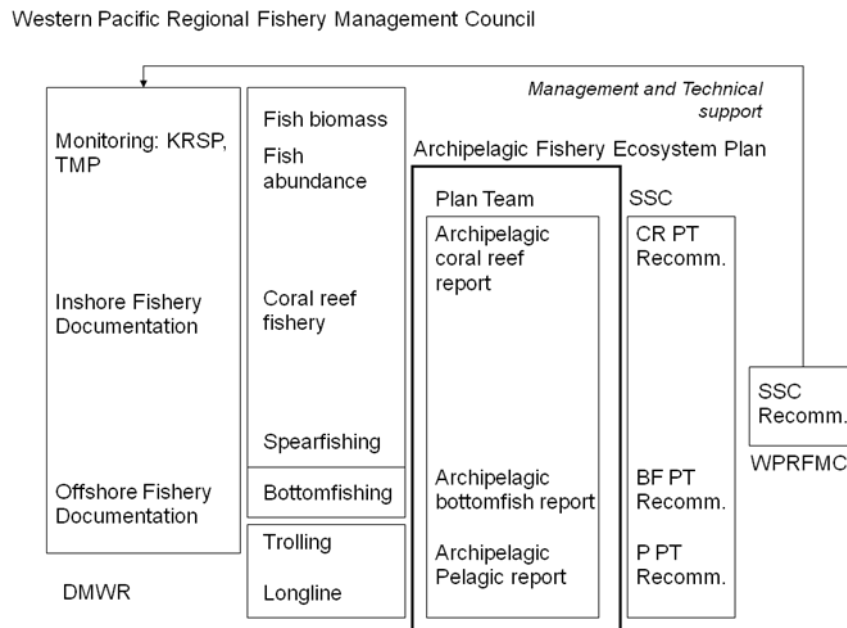 Western Pacific Regional Fishery Management Council
Management and Technical
support
Monitoring: KRSP,
TMP
Inshore Fishery
Documentation
Offshore Fishery
Documentation
DMWR
Fish biomass
Fish
abundance
Coral reef
fishery
Spearfishing
Bottomfishing
Trolling
Longline
Archipelagic Fishery Ecosystem Plan
Plan Team
Archipelagic
coral reef
report
Archipelagic
bottomfish report
Archipelagic
Pelagic report
SSC
CR PT
Recomm.
BF PT
Recomm.
P PT
Recomm.
SSC
Recomm.
WPRFMC